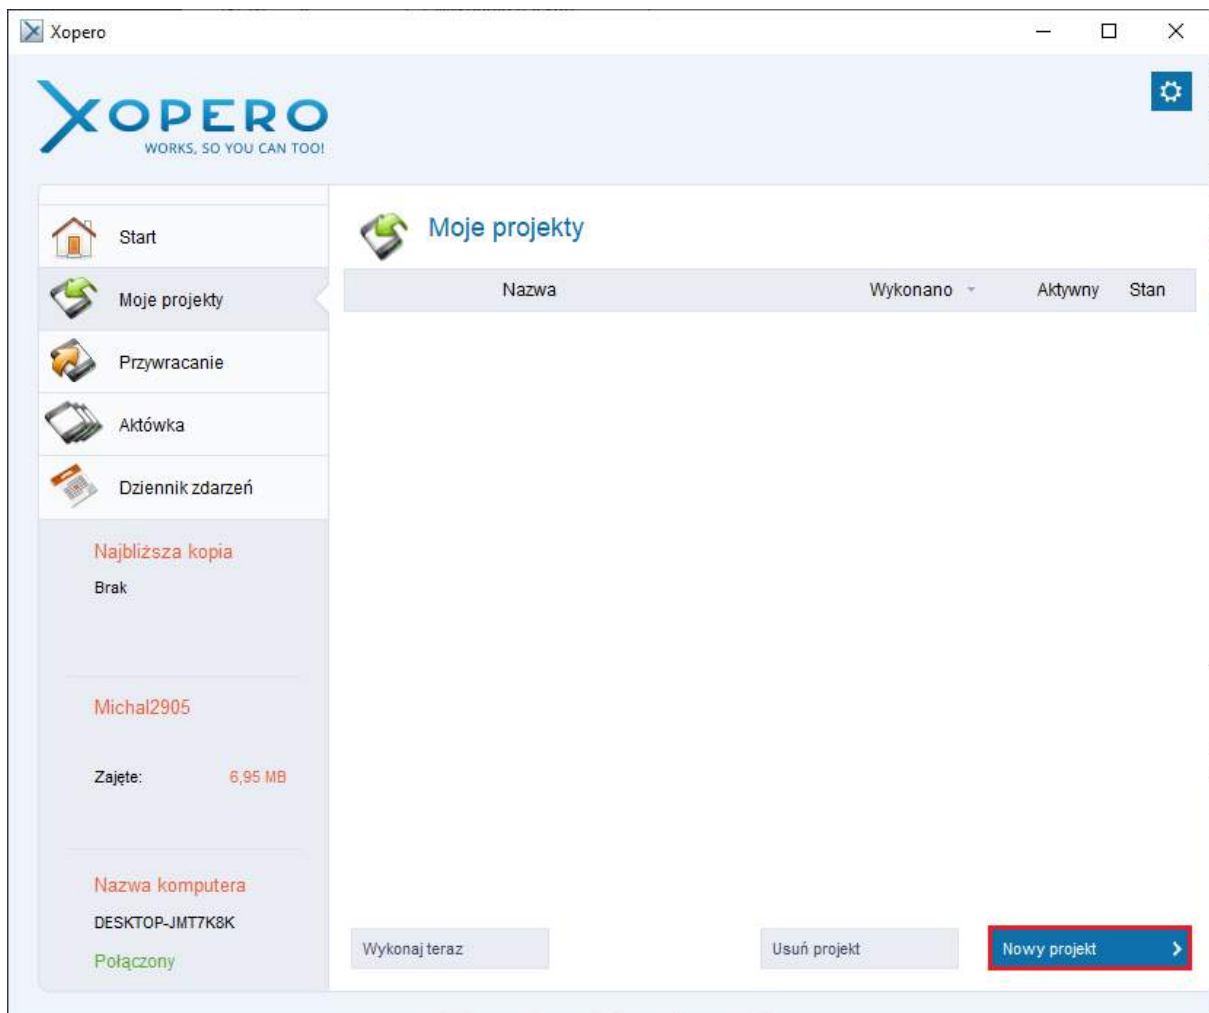 Xopero
XOPERO
WORKS, SO YOU CAN TOO!
Start
Moje projekty
Przywracanie
Aktówka
Dziennik zdarzeń
Najbliższa kopia
Brak
Michal2905
Zajęte: 6,95 MB
Nazwa komputera
DESKTOP-JMT7K8K
Połączony
Moje projekty
Nazwa Wykonano Aktywny Stan
Wykonaj teraz Usuń projekt Nowy projekt